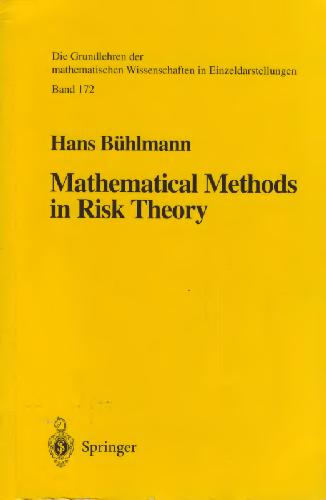 Die Grundlehren der
mathematischen Wissenschaften in Einzeldarstellungen
Band 172
Hans Bühlmann
Mathematical Methods
in Risk Theory
Springer